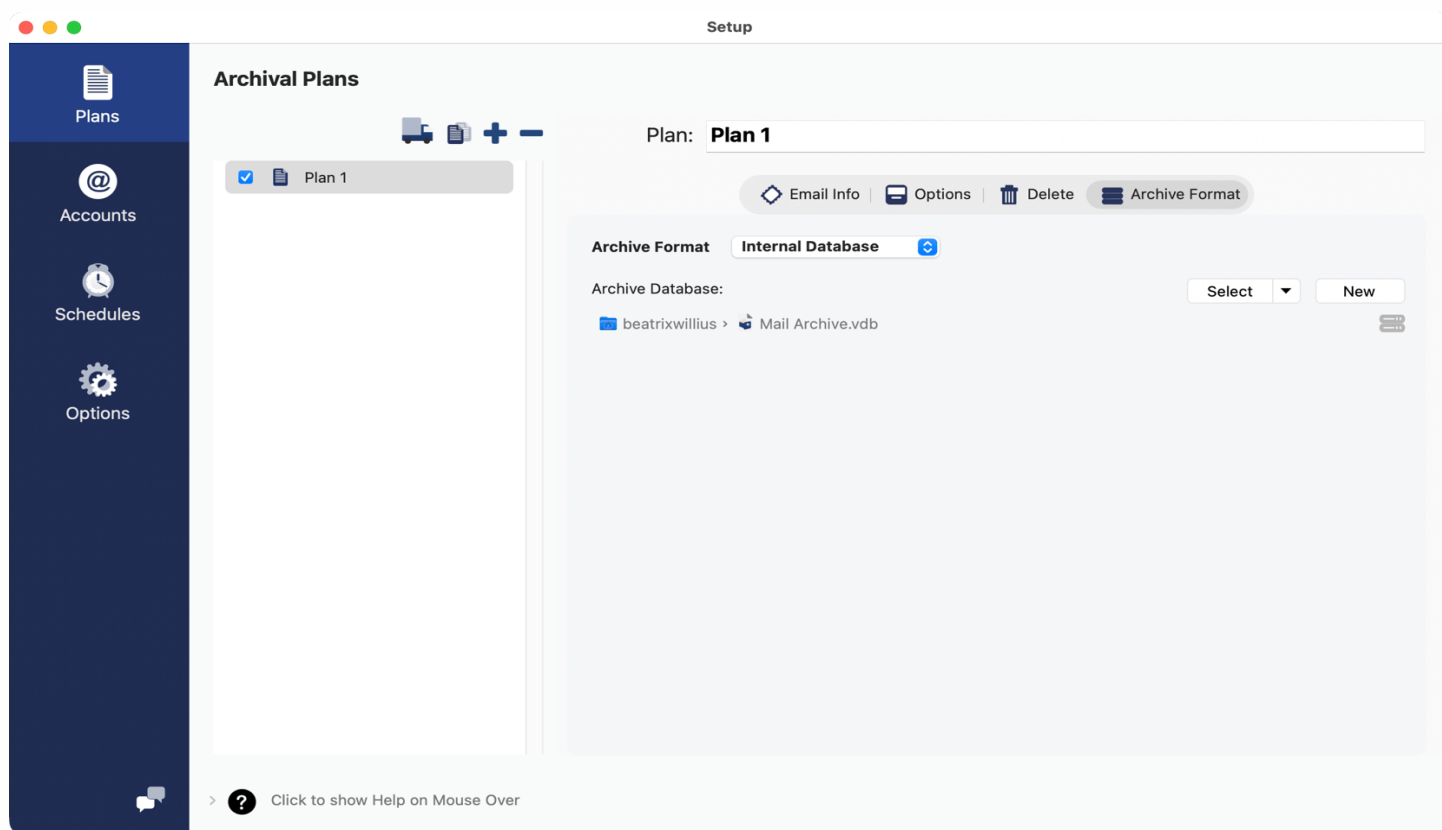 Setup
Plans
Accounts
Schedules
Options
Archival Plans
Plan 1
Plan: Plan 1
Email Info
Options
Delete
Archive Format
Archive Format Internal Database
Archive Database:
Select
New
beatrixwillius › Mail Archive.vdb
? Click to show Help on Mouse Over